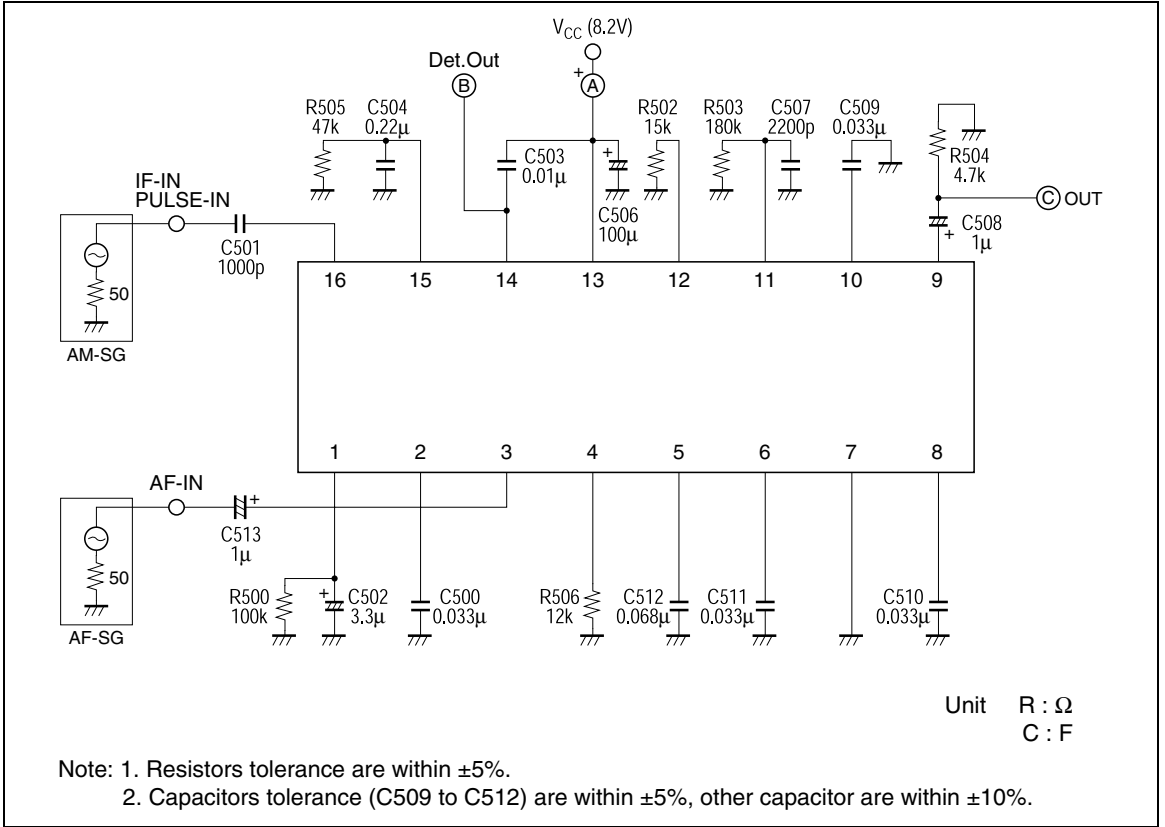 V_CC (8.2V)
Det.Out
B
+ A
R505 47k
C504 0.22μ
C503 0.01μ
+
C506 100μ
R502 15k
R503 180k
C507 2200p
C509 0.033μ
R504 4.7k
C OUT
C508 1μ
+
IF-IN
PULSE-IN
C501 1000p
50
AM-SG
16 15 14 13 12 11 10 9
1 2 3 4 5 6 7 8
AF-IN
+
C513 1μ
50
AF-SG
R500 100k
+
C502 3.3μ
C500 0.033μ
R506 12k
C512 0.068μ
C511 0.033μ
C510 0.033μ
Unit R : Ω
C : F
Note: 1. Resistors tolerance are within ±5%.
2. Capacitors tolerance (C509 to C512) are within ±5%, other capacitor are within ±10%.